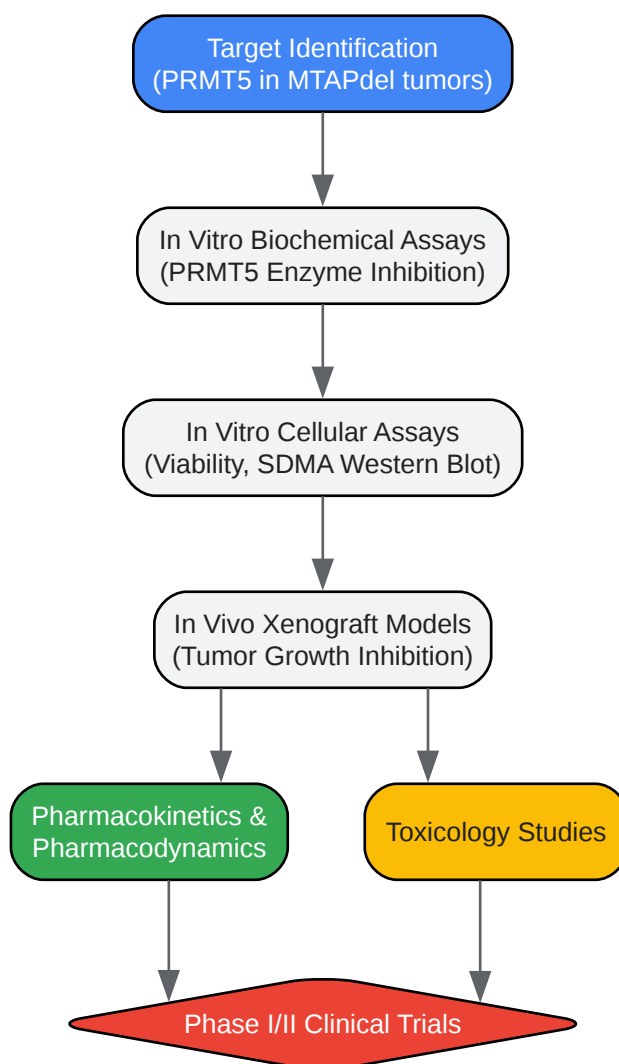 Target Identification
(PRMT5 in MTAPdel tumors)
In Vitro Biochemical Assays
(PRMT5 Enzyme Inhibition)
In Vitro Cellular Assays
(Viability, SDMA Western Blot)
In Vivo Xenograft Models
(Tumor Growth Inhibition)
Pharmacokinetics &
Pharmacodynamics
Toxicology Studies
Phase I/II Clinical Trials